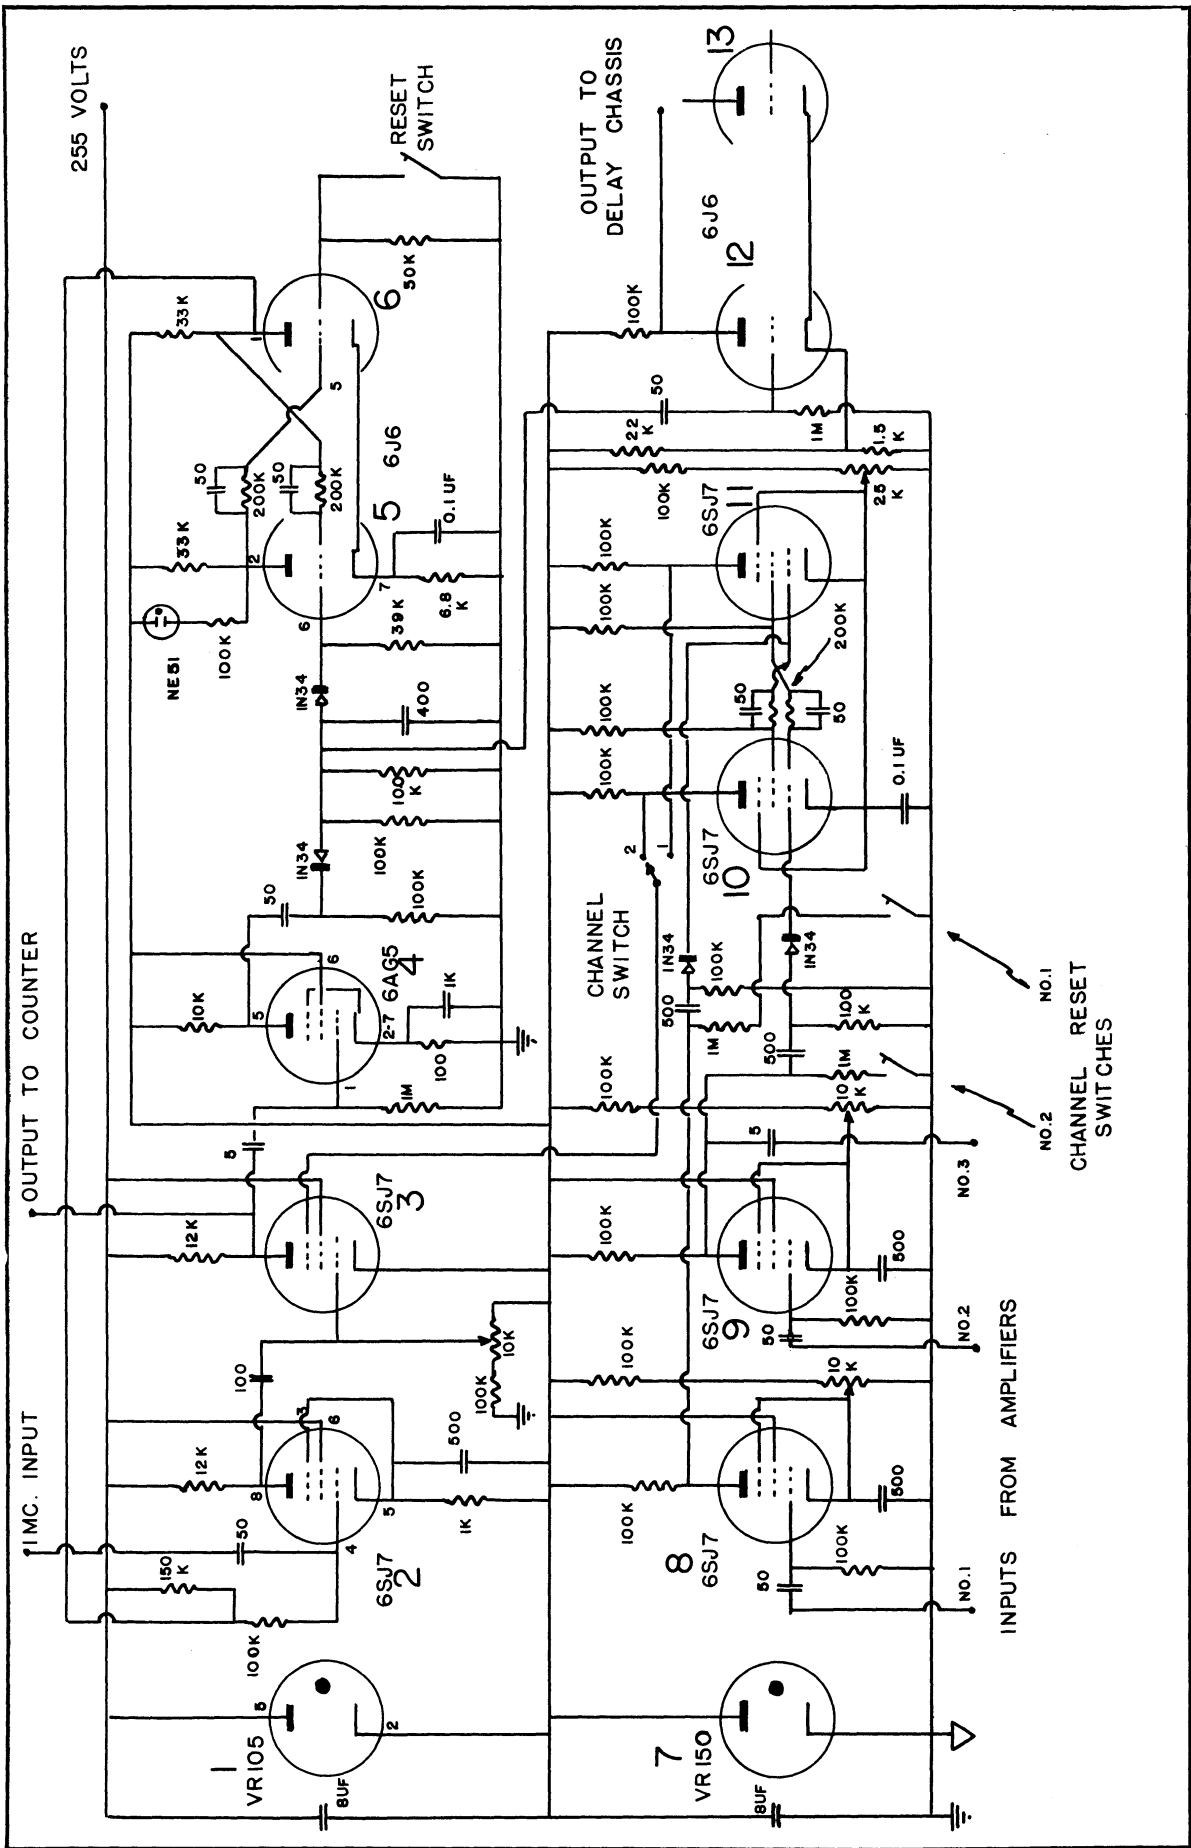 1 MC. INPUT
OUTPUT TO COUNTER
255 VOLTS
1
VR105
3
2
8UF
150
K
100K
50
12K
8
3
6
4
5
6SJ7
2
100
500
1K
100K
10K
12K
6SJ7
3
5
1M
10K
5
6
1
2-7
6AG5
4
100
1K
50
100K
1N34
100K
100
K
400
1N34
39K
NE51
100K
33K
2
6
7
5
6J6
6.8
K
0.1 UF
50
200K
50
200K
33K
1
5
6
50K
RESET
SWITCH
7
VR150
8UF
8
6SJ7
100K
50
100K
500
NO.1
100K
10
K
6SJ7
9
100K
50
100K
500
NO.2
5
NO.3
INPUTS FROM AMPLIFIERS
100K
10
K
1M
500
100
K
1M
500
100K
1N34
1N34
CHANNEL
SWITCH
2
1
NO.2
NO.1
CHANNEL RESET
SWITCHES
6SJ7
10
100K
100K
0.1 UF
50
50
200K
100K
100K
6SJ7
11
100K
22
K
25
K
1.5
K
1M
50
100K
12
6J6
13
OUTPUT TO
DELAY CHASSIS